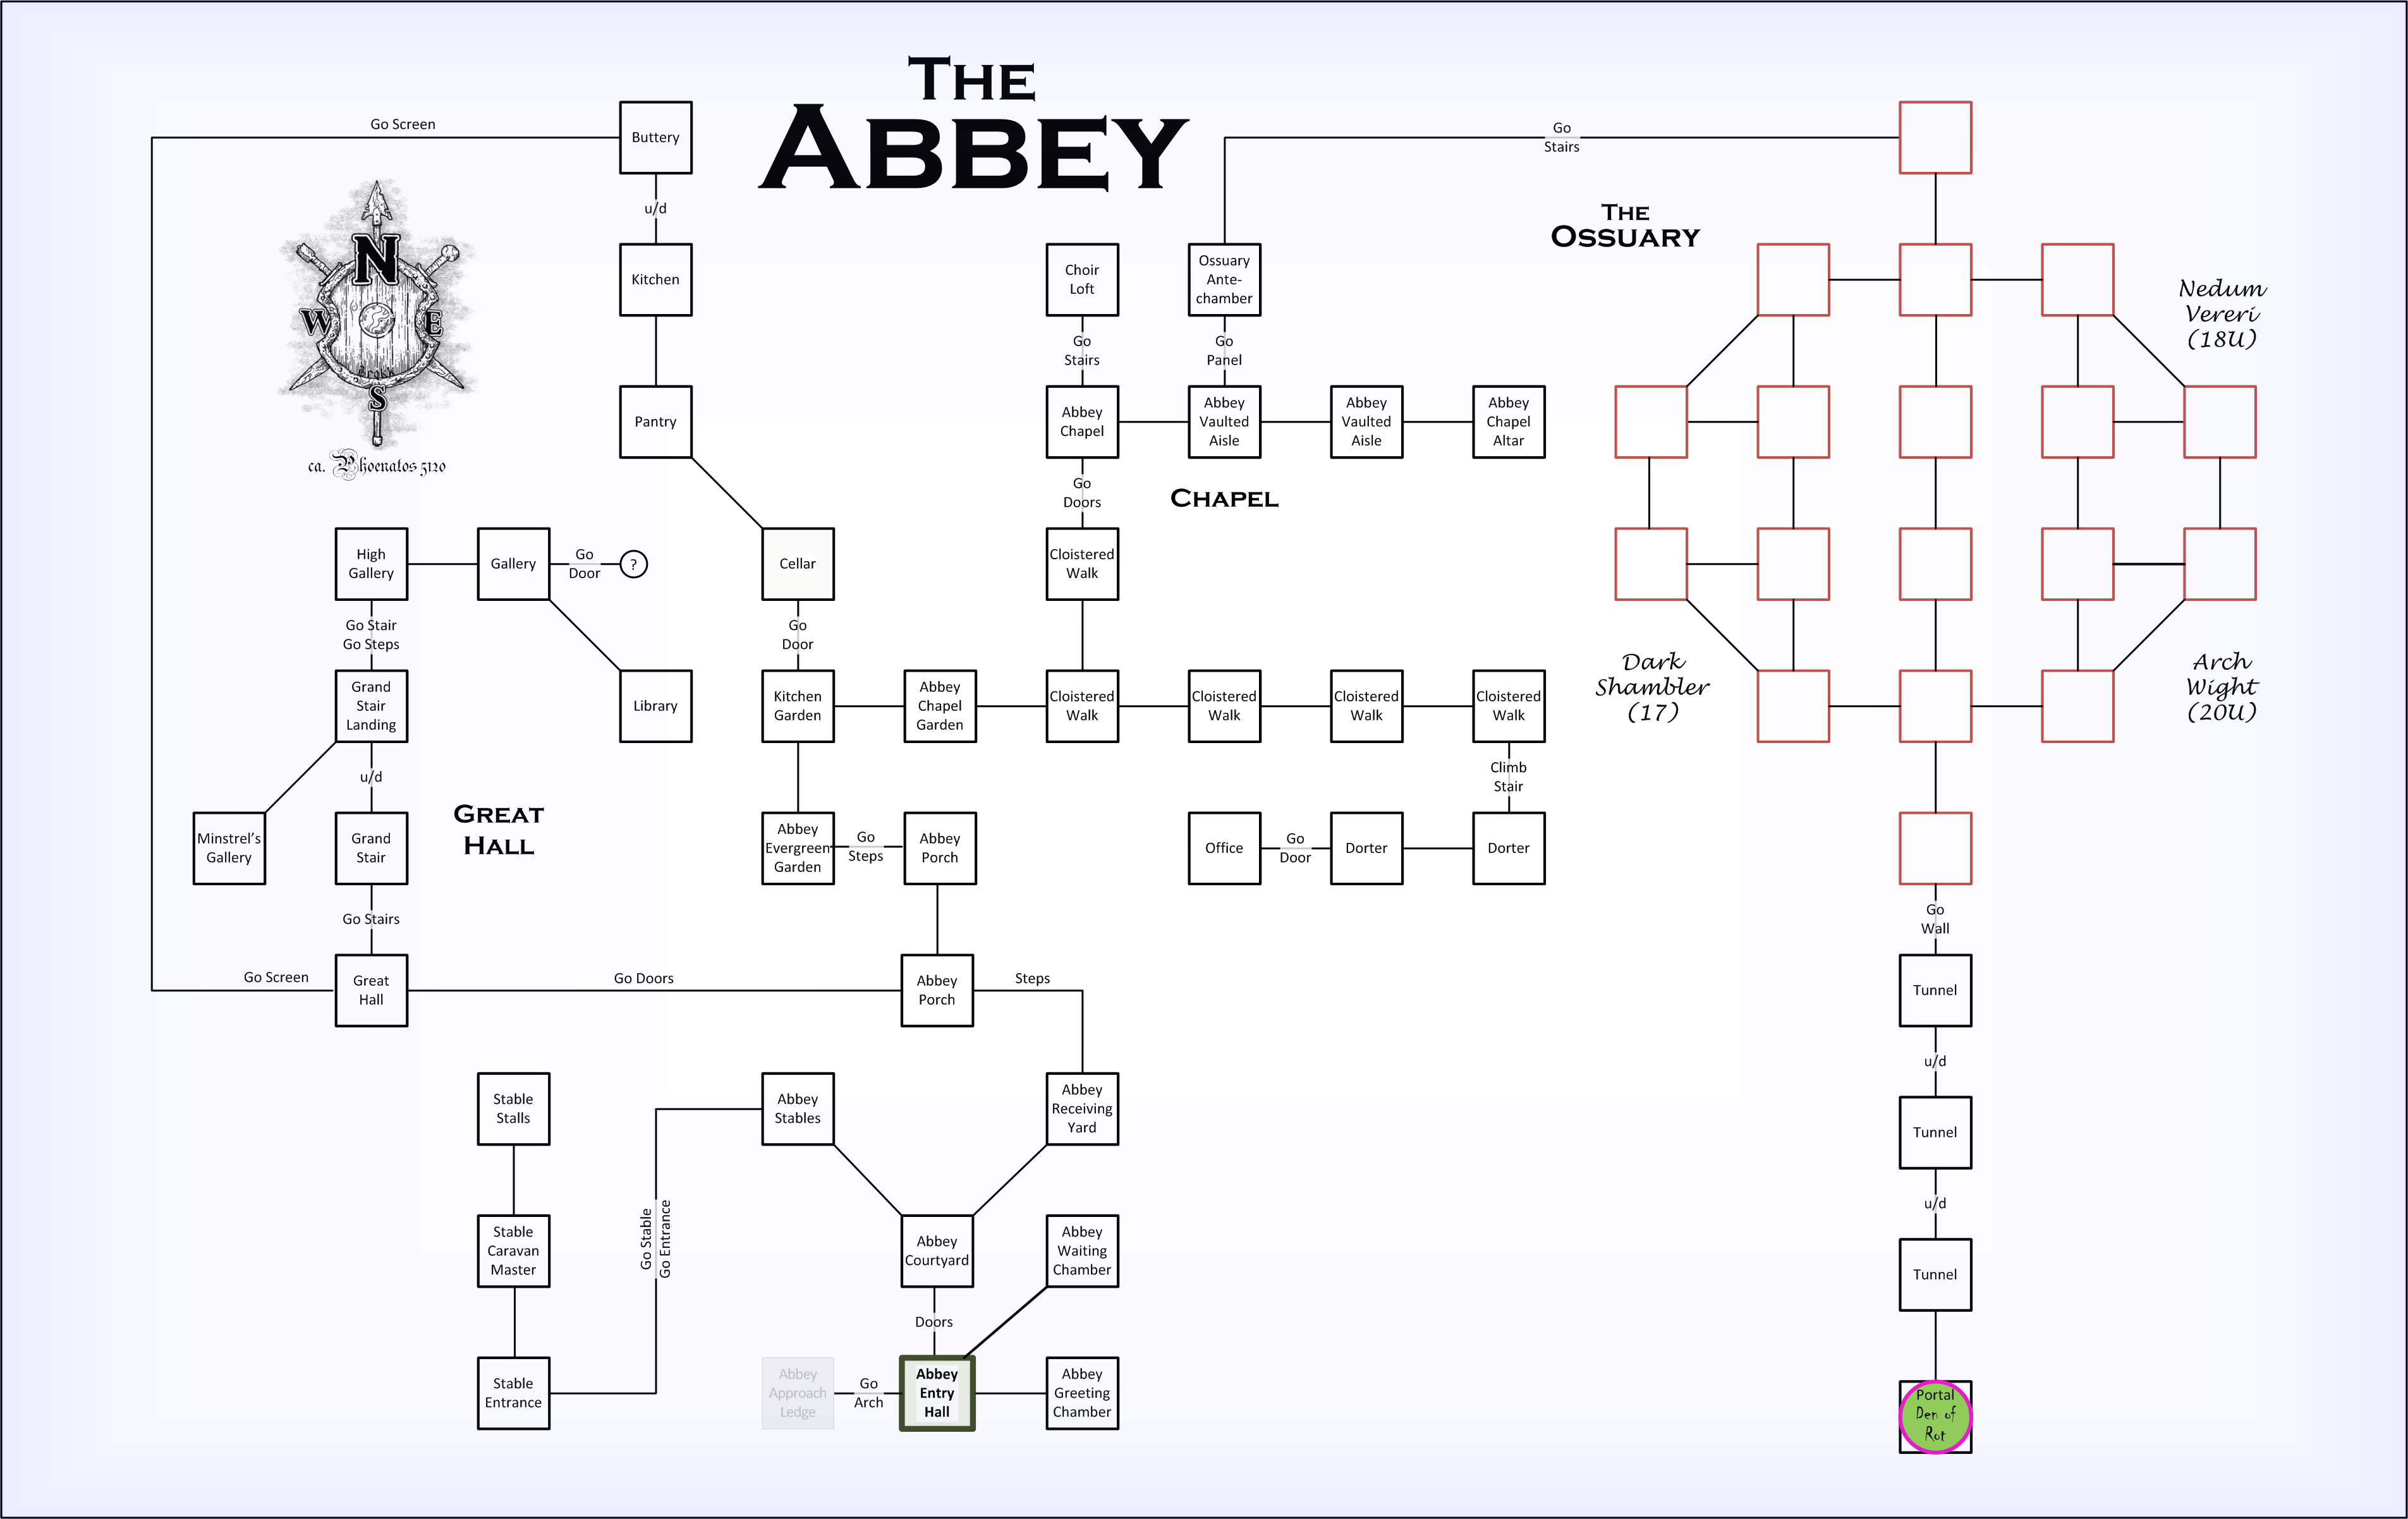 THE
ABBEY
Go Screen
Buttery
Go
Stairs
u/d
THE
OSSUARY
N
W
E
S
Brokk
ca. Phoenatos 5120
Kitchen
Choir
Loft
Ossuary
Ante-
chamber
Nedum
Vereri
(18U)
Go
Stairs
Go
Panel
Pantry
Abbey
Chapel
Abbey
Vaulted
Aisle
Abbey
Vaulted
Aisle
Abbey
Chapel
Altar
Go
Doors
CHAPEL
High
Gallery
Gallery
Go
Door
?
Cellar
Cloistered
Walk
Go Stair
Go Steps
Go
Door
Grand
Stair
Landing
Library
Kitchen
Garden
Abbey
Chapel
Garden
Cloistered
Walk
Cloistered
Walk
Cloistered
Walk
Cloistered
Walk
Dark
Shambler
(17)
Arch
Wight
(20U)
u/d
Climb
Stair
GREAT
HALL
Minstrel's
Gallery
Grand
Stair
Abbey
Evergreen
Garden
Go
Steps
Abbey
Porch
Office
Go
Door
Dorter
Dorter
Go Stairs
Go
Wall
Go Screen
Great
Hall
Go Doors
Abbey
Porch
Steps
Tunnel
u/d
Stable
Stalls
Abbey
Stables
Abbey
Receiving
Yard
Tunnel
u/d
Go Stable
Go Entrance
Stable
Caravan
Master
Abbey
Courtyard
Abbey
Waiting
Chamber
Tunnel
Doors
Stable
Entrance
Abbey
Approach
Ledge
Go
Arch
Abbey
Entry
Hall
Abbey
Greeting
Chamber
Portal
Den of
Rot